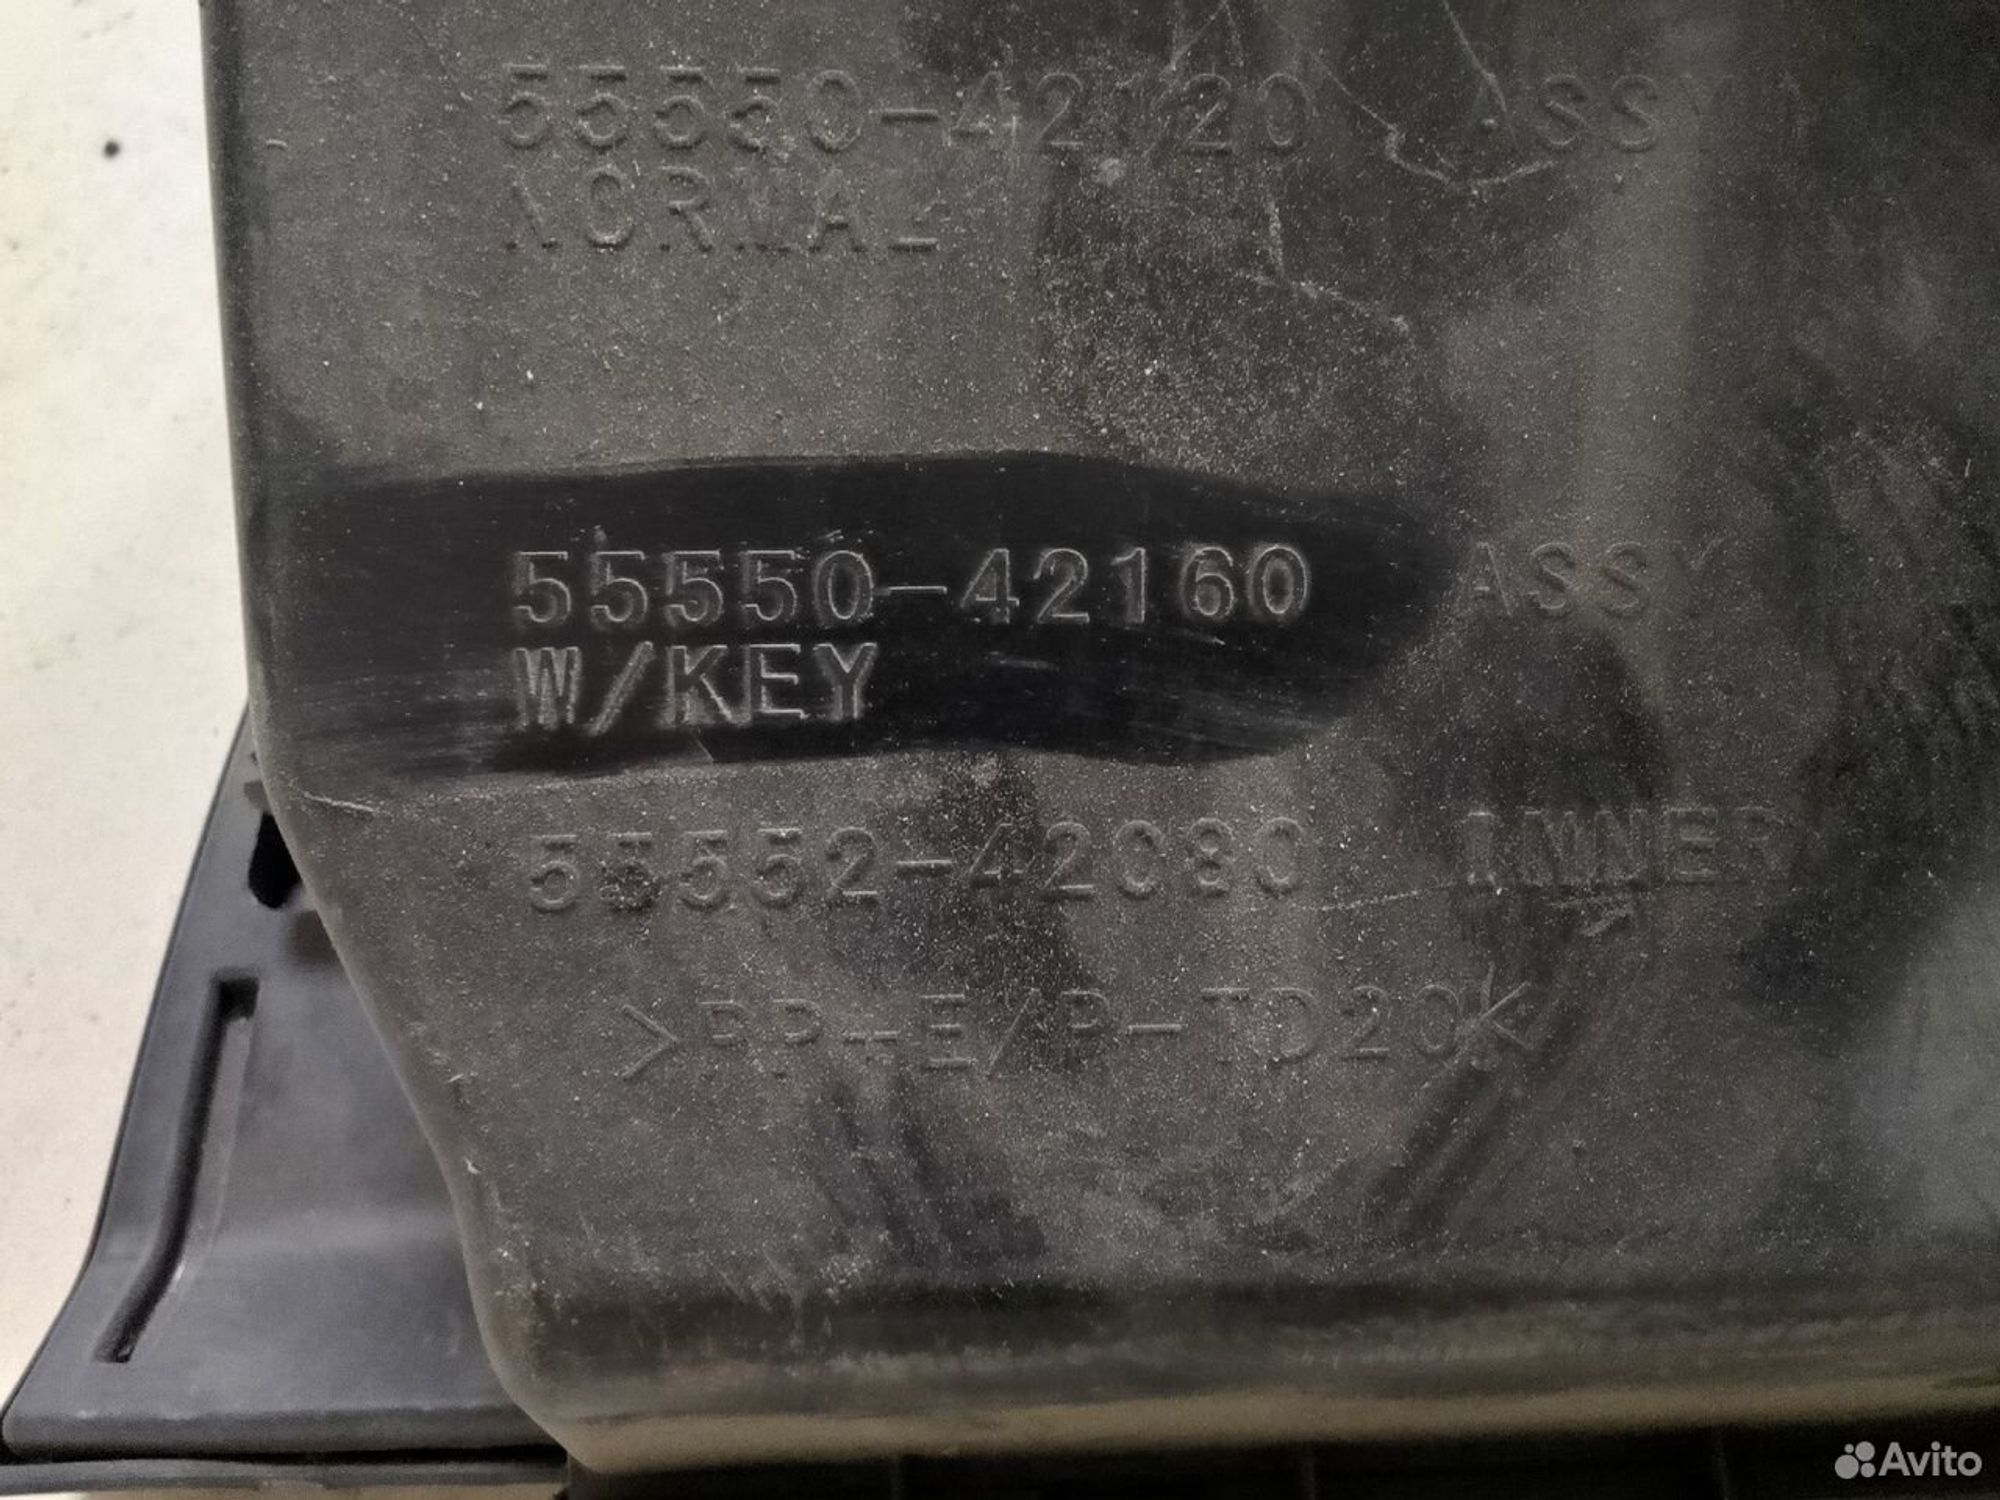 55550-42120 ASSY
NORMAL
55550-42160 ASSY
W/KEY
55552-42080 INNER
>PP+E/P-TD20<
Avito